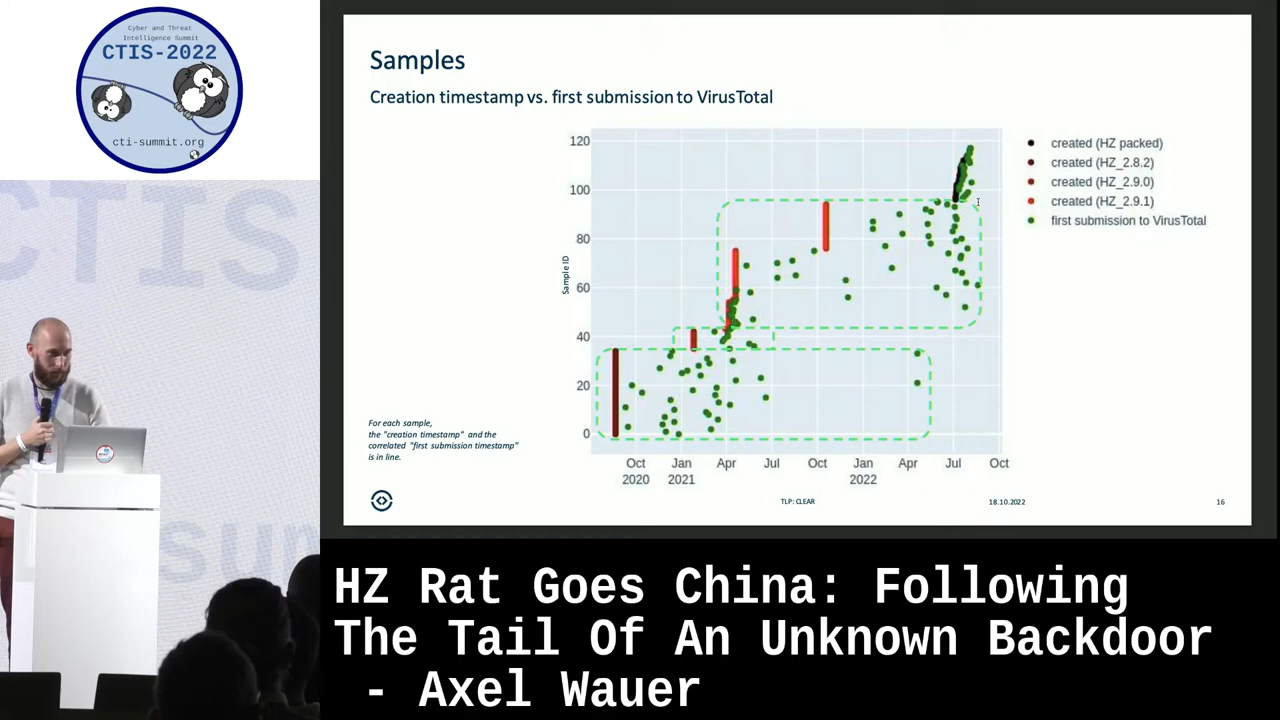 Cyber and Threat
Intelligence Summit
CTIS-2022
cti-summit.org
CTIS
sum
Samples
Creation timestamp vs. first submission to VirusTotal
120
100
80
60
40
20
0
Sample ID
Oct
2020
Jan
2021
Apr
Jul
Oct
Jan
2022
Apr
Jul
Oct
created (HZ packed)
created (HZ_2.8.2)
created (HZ_2.9.0)
created (HZ_2.9.1)
first submission to VirusTotal
For each sample,
the "creation timestamp" and the
correlated "first submission timestamp"
is in line.
TLP: CLEAR
18.10.2022
16
HZ Rat Goes China: Following
The Tail Of An Unknown Backdoor
- Axel Wauer